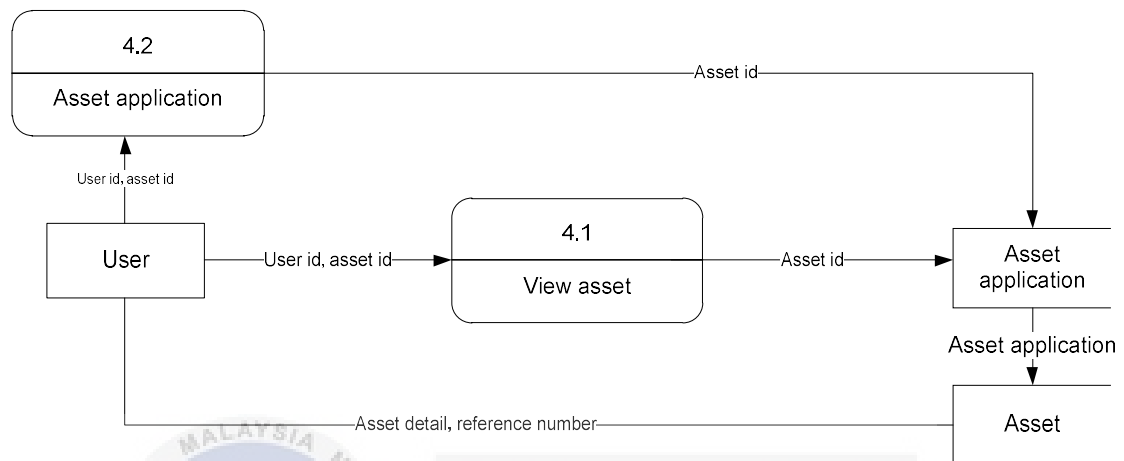 4.2
Asset application
Asset id
User id, asset id
User
User id, asset id
4.1
View asset
Asset id
Asset
application
Asset application
Asset detail, reference number
Asset
MALAYSIA